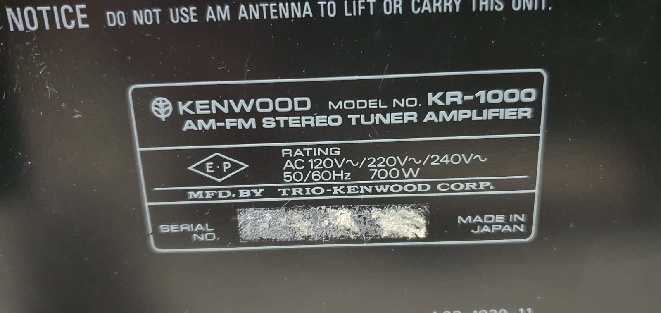 NOTICE DO NOT USE AM ANTENNA TO LIFT OR CARRY THIS UNIT.
KENWOOD MODEL NO. KR-1000
AM-FM STEREO TUNER AMPLIFIER
E·P
RATING
AC 120V~/220V~/240V~
50/60Hz 700W
MFD. BY TRIO-KENWOOD CORP.
SERIAL
NO.
MADE IN
JAPAN